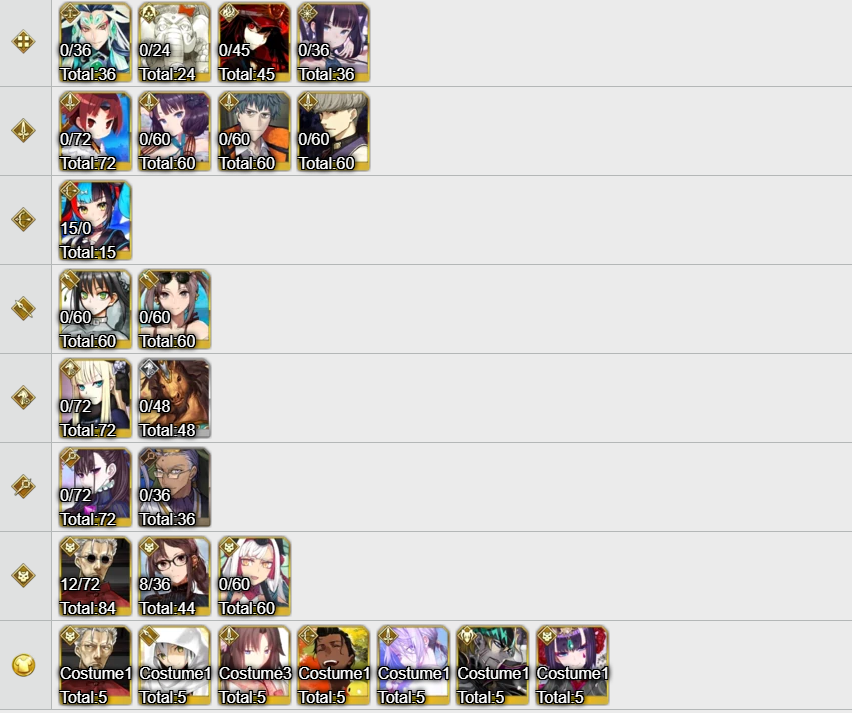 0/36
Total:36
0/24
Total:24
0/45
Total:45
0/36
Total:36
0/72
Total:72
0/60
Total:60
0/60
Total:60
0/60
Total:60
15/0
Total:15
0/60
Total:60
0/60
Total:60
0/72
Total:72
0/48
Total:48
0/72
Total:72
0/36
Total:36
12/72
Total:84
8/36
Total:44
0/60
Total:60
Costume1
Total:5
Costume1
Total:5
Costume3
Total:5
Costume1
Total:5
Costume1
Total:5
Costume1
Total:5
Costume1
Total:5